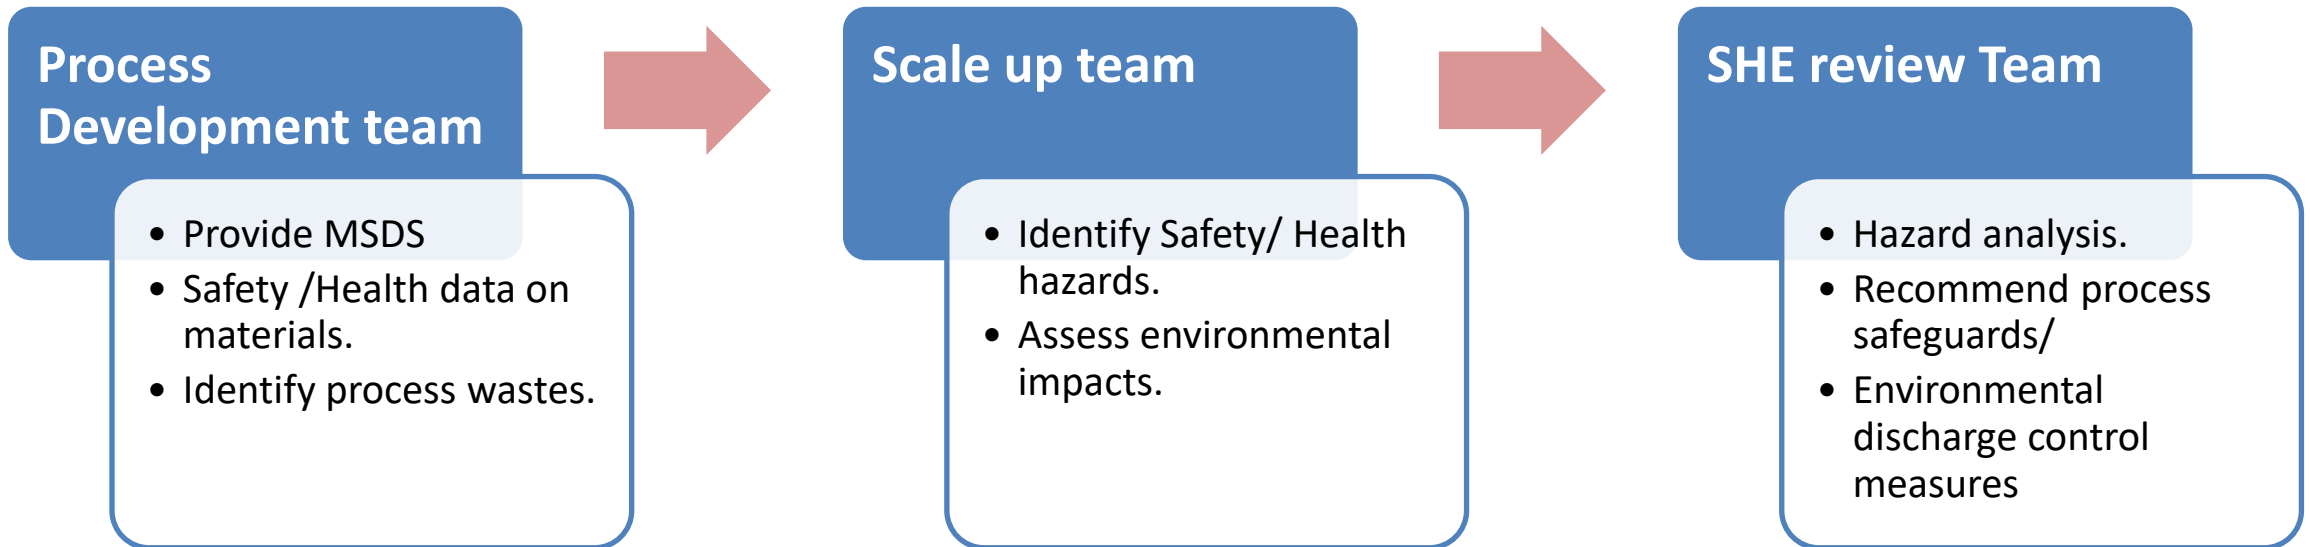 Process
Development team
• Provide MSDS
• Safety /Health data on
materials.
• Identify process wastes.
Scale up team
• Identify Safety/ Health
hazards.
• Assess environmental
impacts.
SHE review Team
• Hazard analysis.
• Recommend process
safeguards/
• Environmental
discharge control
measures